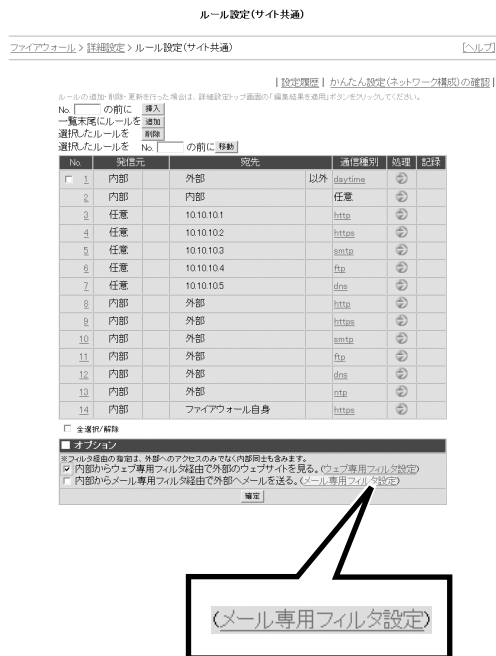 ルール設定(サイト共通)
ファイアウォール > 詳細設定 > ルール設定(サイト共通) [ヘルプ]
| 設定履歴 | かんたん設定(ネットワーク構成)の確認 |
ルールの追加・削除・更新を行った場合は、詳細設定トップ画面の「編集結果を適用」ボタンをクリックしてください。
No. の前に 挿入
一覧末尾にルールを 追加
選択したルールを 削除
選択したルールを No. の前に 移動
No. 発信元 宛先 通信種別 処理 記録
1 内部 外部 以外 daytime
2 内部 内部 任意
3 任意 10.10.10.1 http
4 任意 10.10.10.2 https
5 任意 10.10.10.3 smtp
6 任意 10.10.10.4 ftp
7 任意 10.10.10.5 dns
8 内部 外部 http
9 内部 外部 https
10 内部 外部 smtp
11 内部 外部 ftp
12 内部 外部 dns
13 内部 外部 ntp
14 内部 ファイアウォール自身 https
全選択/解除
■ オプション
※フィルタ経由の指定は、外部へのアクセスのみでなく内部同士も含みます。
内部からウェブ専用フィルタ経由で外部のウェブサイトを見る。(ウェブ専用フィルタ設定)
内部からメール専用フィルタ経由で外部へメールを送る。(メール専用フィルタ設定)
確定
(メール専用フィルタ設定)